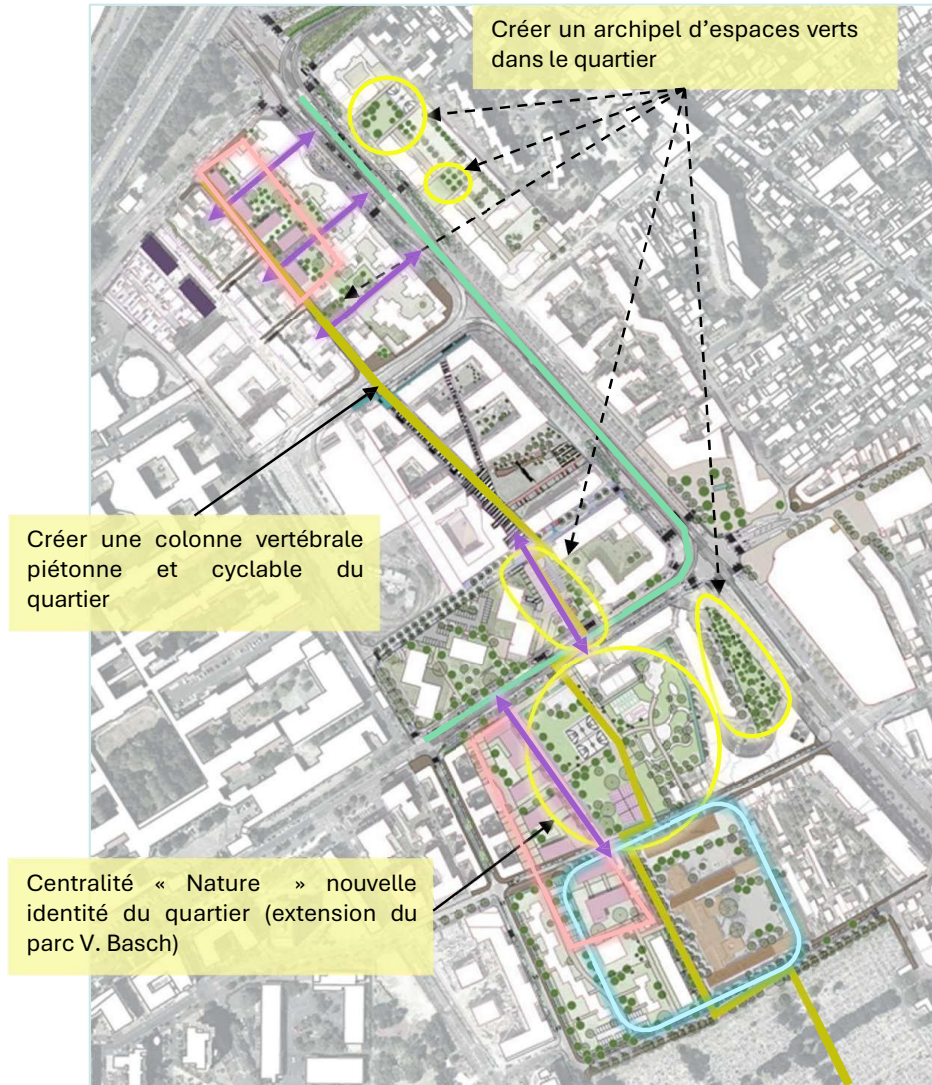 Créer un archipel d’espaces verts
dans le quartier
Créer une colonne vertébrale
piétonne et cyclable du
quartier
Centralité « Nature » nouvelle
identité du quartier (extension du
parc V. Basch)